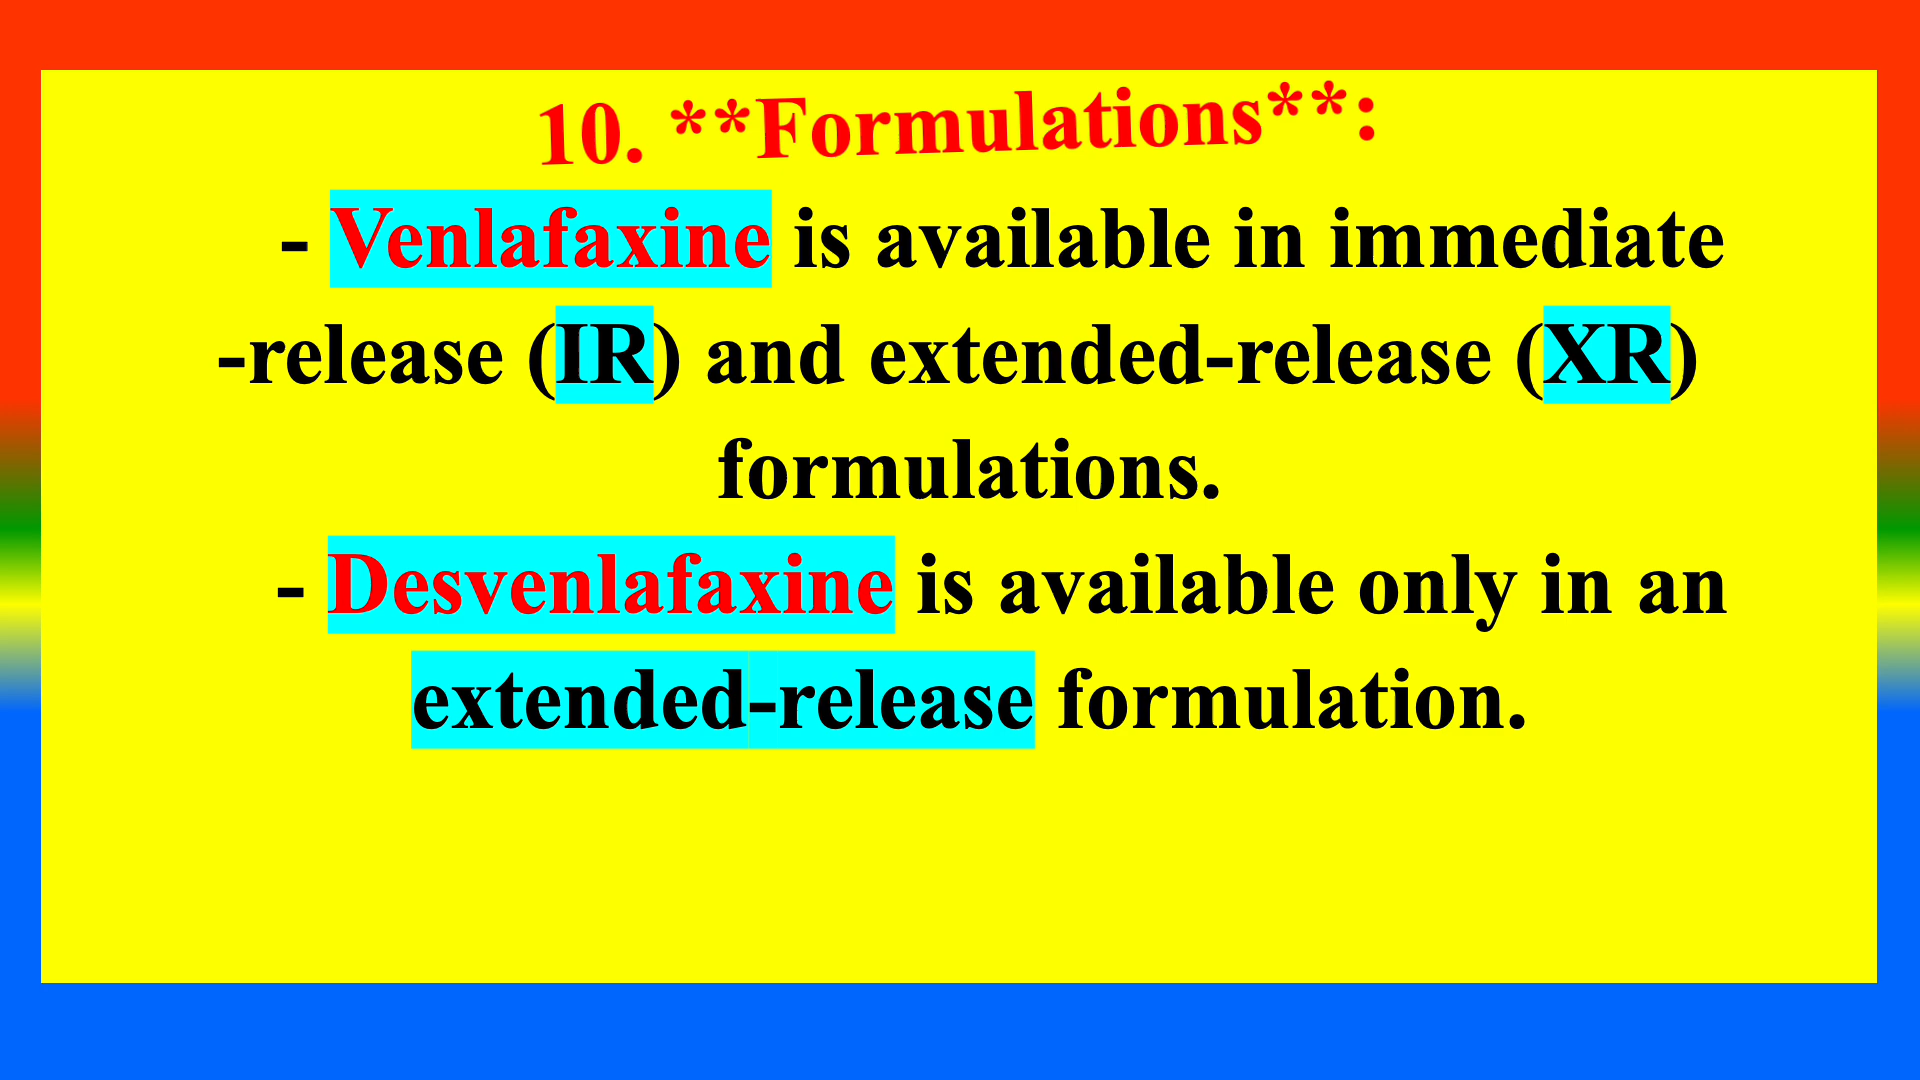 10. **Formulations**:
- Venlafaxine is available in immediate
-release (IR) and extended-release (XR)
formulations.
- Desvenlafaxine is available only in an
extended-release formulation.